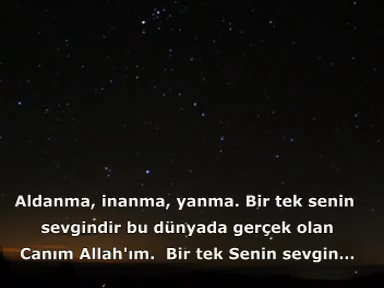 Aldanma, inanma, yanma. Bir tek senin
sevgindir bu dünyada gerçek olan
Canım Allah'ım.  Bir tek Senin sevgin...